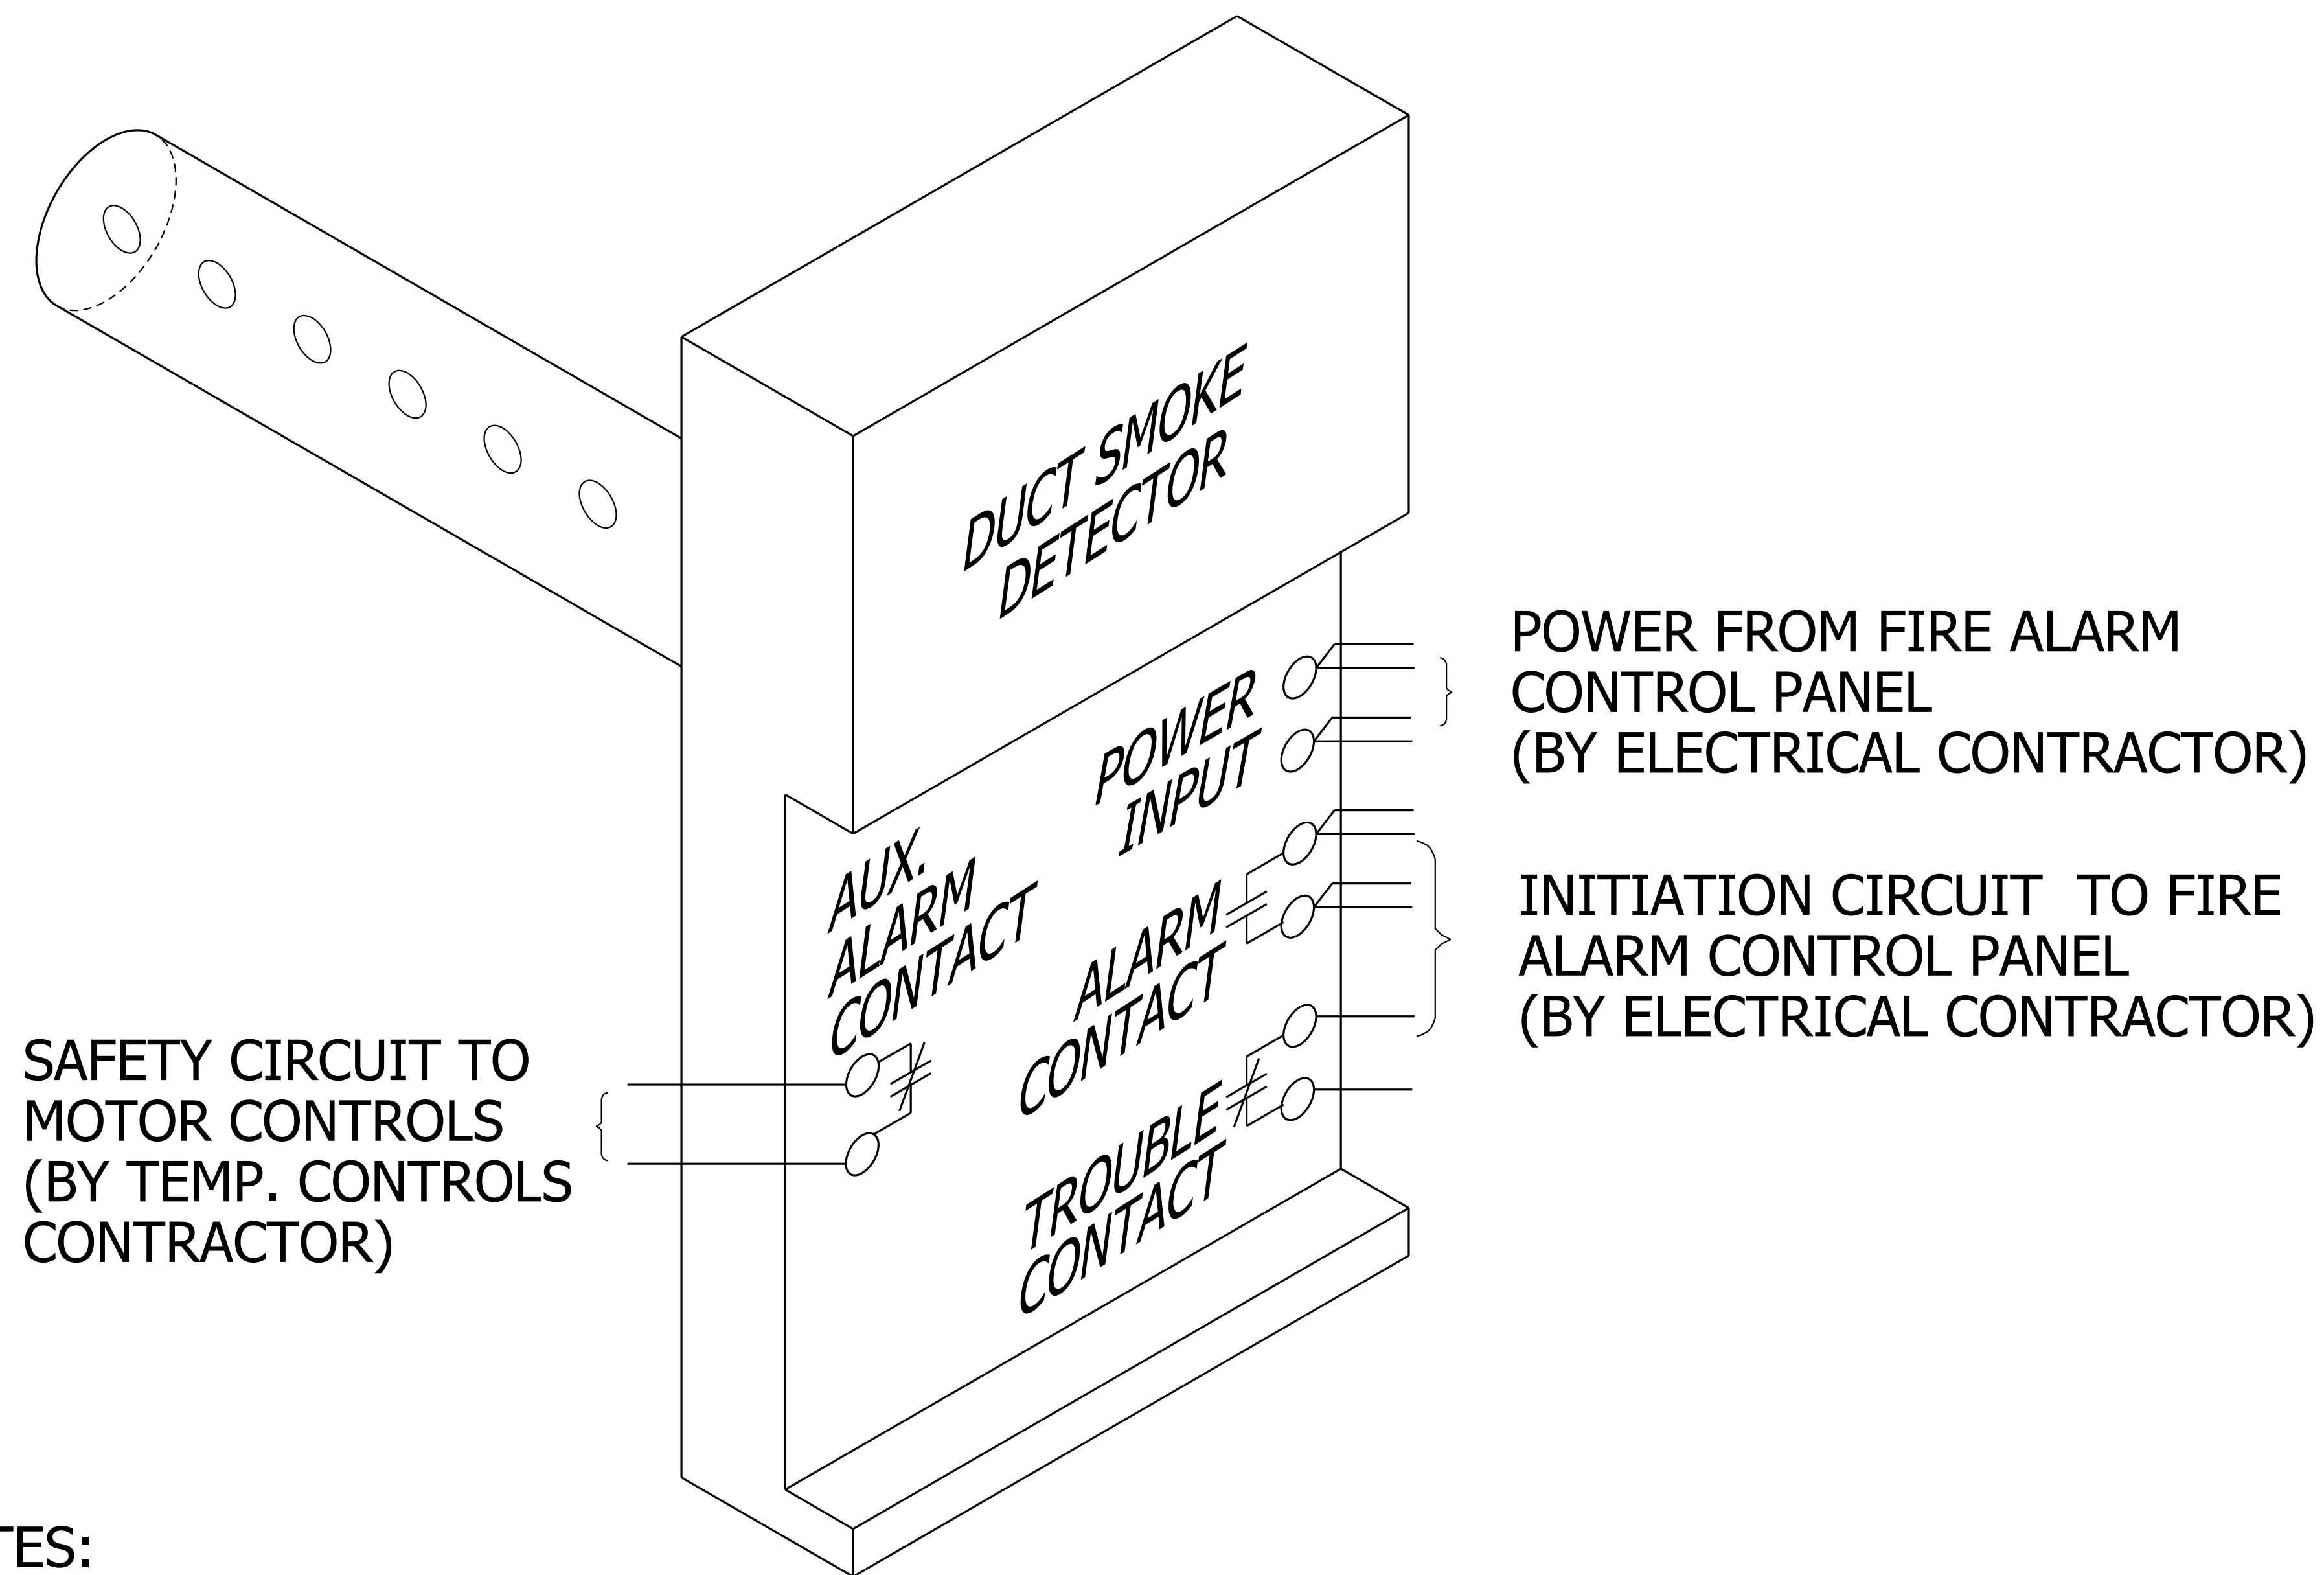 DUCT SMOKE
DETECTOR
POWER
INPUT
POWER FROM FIRE ALARM
CONTROL PANEL
(BY ELECTRICAL CONTRACTOR)
AUX.
ALARM
CONTACT
ALARM
CONTACT
INITIATION CIRCUIT TO FIRE
ALARM CONTROL PANEL
(BY ELECTRICAL CONTRACTOR)
SAFETY CIRCUIT TO
MOTOR CONTROLS
(BY TEMP. CONTROLS
CONTRACTOR)
TROUBLE
CONTACT
TES: